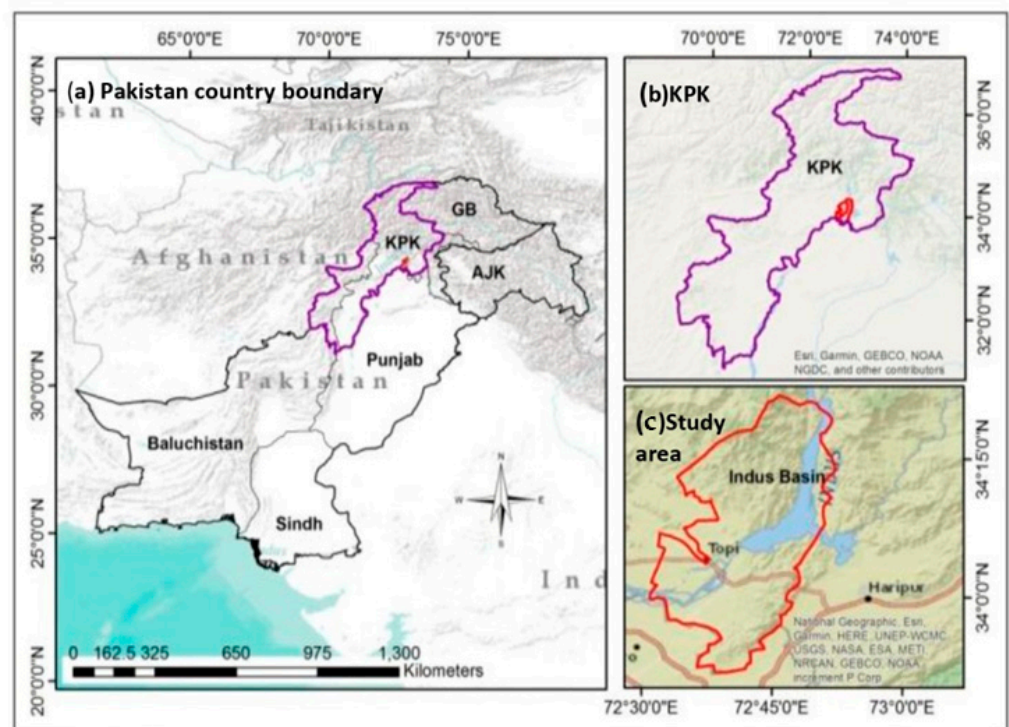 65°0'0"E 70°0'0"E 75°0'0"E
(a) Pakistan country boundary
40°0'0"N
35°0'0"N
30°0'0"N
25°0'0"N
20°0'0"N
stan
Tajikistan
GB
KPK
Afghanistan
AJK
Punjab
Pakistan
Baluchistan
Sindh
N
W E
S
Ind
0 162.5 325 650 975 1,300
Kilometers
70°0'0"E 72°0'0"E 74°0'0"E
(b)KPK
KPK
36°0'0"N
34°0'0"N
32°0'0"N
Esri, Garmin, GEBCO, NOAA
NGDC, and other contributors
(c)Study
area
Indus Basin
Topi
Haripur
34°15'0"N
34°0'0"N
National Geographic, Esri,
Garmin, HERE, UNEP-WCMC,
USGS, NASA, ESA, METI,
NRCAN, GEBCO, NOAA,
increment P Corp
o
72°30'0"E 72°45'0"E 73°0'0"E